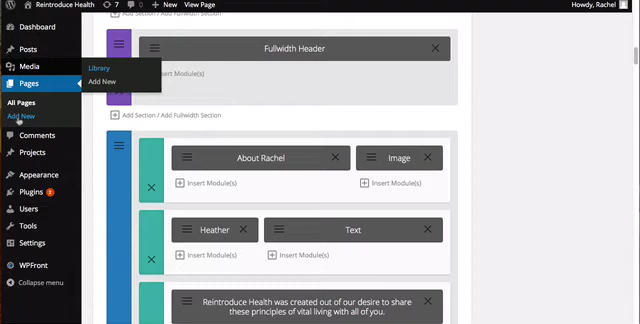 Reintroduce Health 7 0 New View Page Howdy, Rachel
Add Section / Add Fullwidth Section
Dashboard
Posts
Media
Pages
Library
Add New
All Pages
Add New
Comments
Projects
Appearance
Plugins 1
Users
Tools
Settings
WPFront
Collapse menu
Fullwidth Header
Insert Module(s)
Add Section / Add Fullwidth Section
About Rachel
Image
Insert Module(s)
Insert Module(s)
Heather
Text
Insert Module(s)
Insert Module(s)
Reintroduce Health was created out of our desire to share
these principles of vital living with all of you.